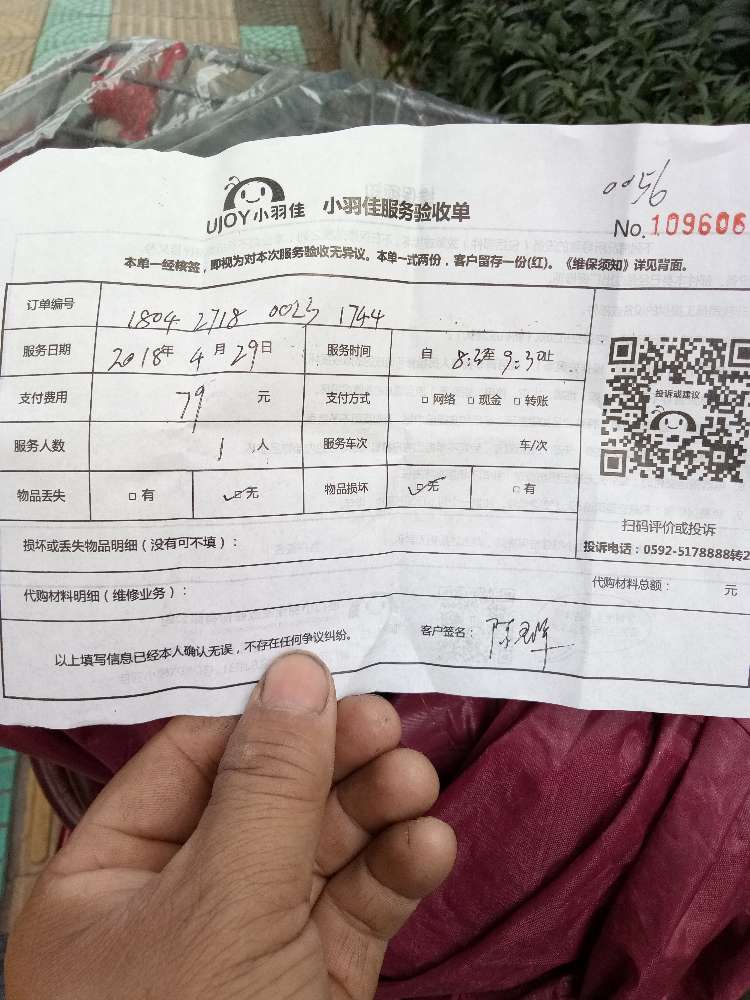 0056
UJOY小羽佳 小羽佳服务验收单
No. 109606
本单一经核签，即视为对本次服务验收无异议。本单一式两份，客户留存一份(红)。《维保须知》详见背面。
订单编号 1804 2718 0023 1744
服务日期 2018年 4月 29日 服务时间 自 8:30至 9:30止
支付费用 79 元 支付方式 □ 网络 □ 现金 □ 转账
投诉或建议
服务人数 1 人 服务车次 车/次
物品丢失 □ 有 ☑ 无 物品损坏 ☑ 无 □ 有
扫码评价或投诉
投诉电话：0592-5178888转2
损坏或丢失物品明细（没有可不填）：
代购材料明细（维修业务）： 代购材料总额： 元
以上填写信息已经本人确认无误，不存在任何争议纠纷。 客户签名：